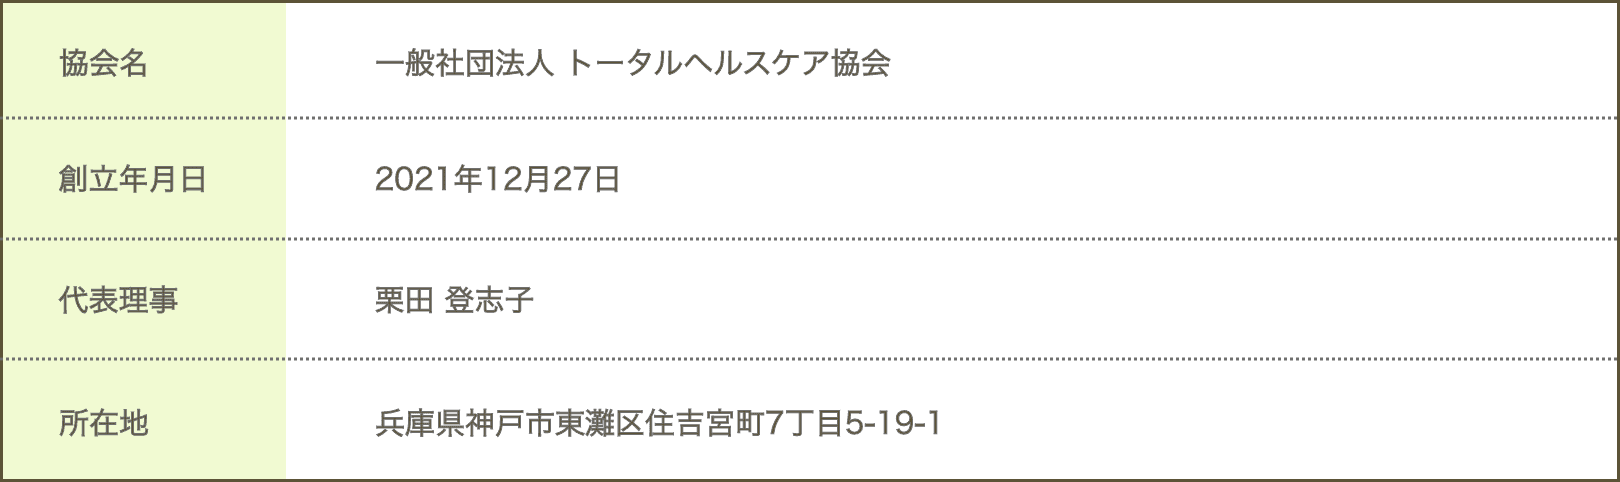 協会名 一般社団法人 トータルヘルスケア協会
創立年月日 2021年12月27日
代表理事 栗田 登志子
所在地 兵庫県神戸市東灘区住吉宮町7丁目5-19-1